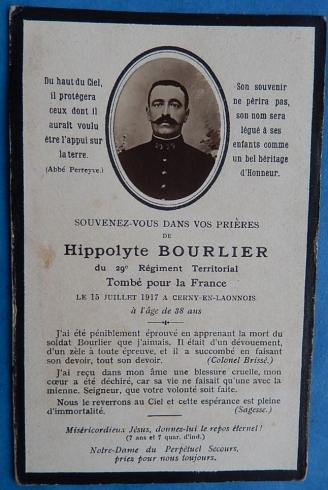 Du haut du Ciel,
il protégera
ceux dont il
aurait voulu
être l'appui sur
la terre.
(Abbé Perreyve.)
Son souvenir
ne périra pas,
son nom sera
légué à ses
enfants comme
un bel héritage
d'Honneur.
SOUVENEZ-VOUS DANS VOS PRIÈRES
DE
Hippolyte BOURLIER
du 29e Régiment Territorial
Tombé pour la France
LE 15 JUILLET 1917 A CERNY-EN-LAONNOIS
à l'âge de 38 ans
J'ai été péniblement éprouvé en apprenant la mort du
soldat Bourlier que j'aimais. Il était d'un dévouement,
d'un zèle à toute épreuve, et il a succombé en faisant
son devoir, tout son devoir. (Colonel Brissé.)
J'ai reçu dans mon âme une blessure cruelle, mon
cœur a été déchiré, car sa vie ne faisait qu'une avec la
mienne. Seigneur, que votre volonté soit faite.
Nous le reverrons au Ciel et cette espérance est pleine
d'immortalité. (Sagesse.)
Miséricordieux Jésus, donnez-lui le repos éternel !
(7 ans et 7 quar. d'ind.)
Notre-Dame du Perpétuel Secours,
priez pour nous toujours.